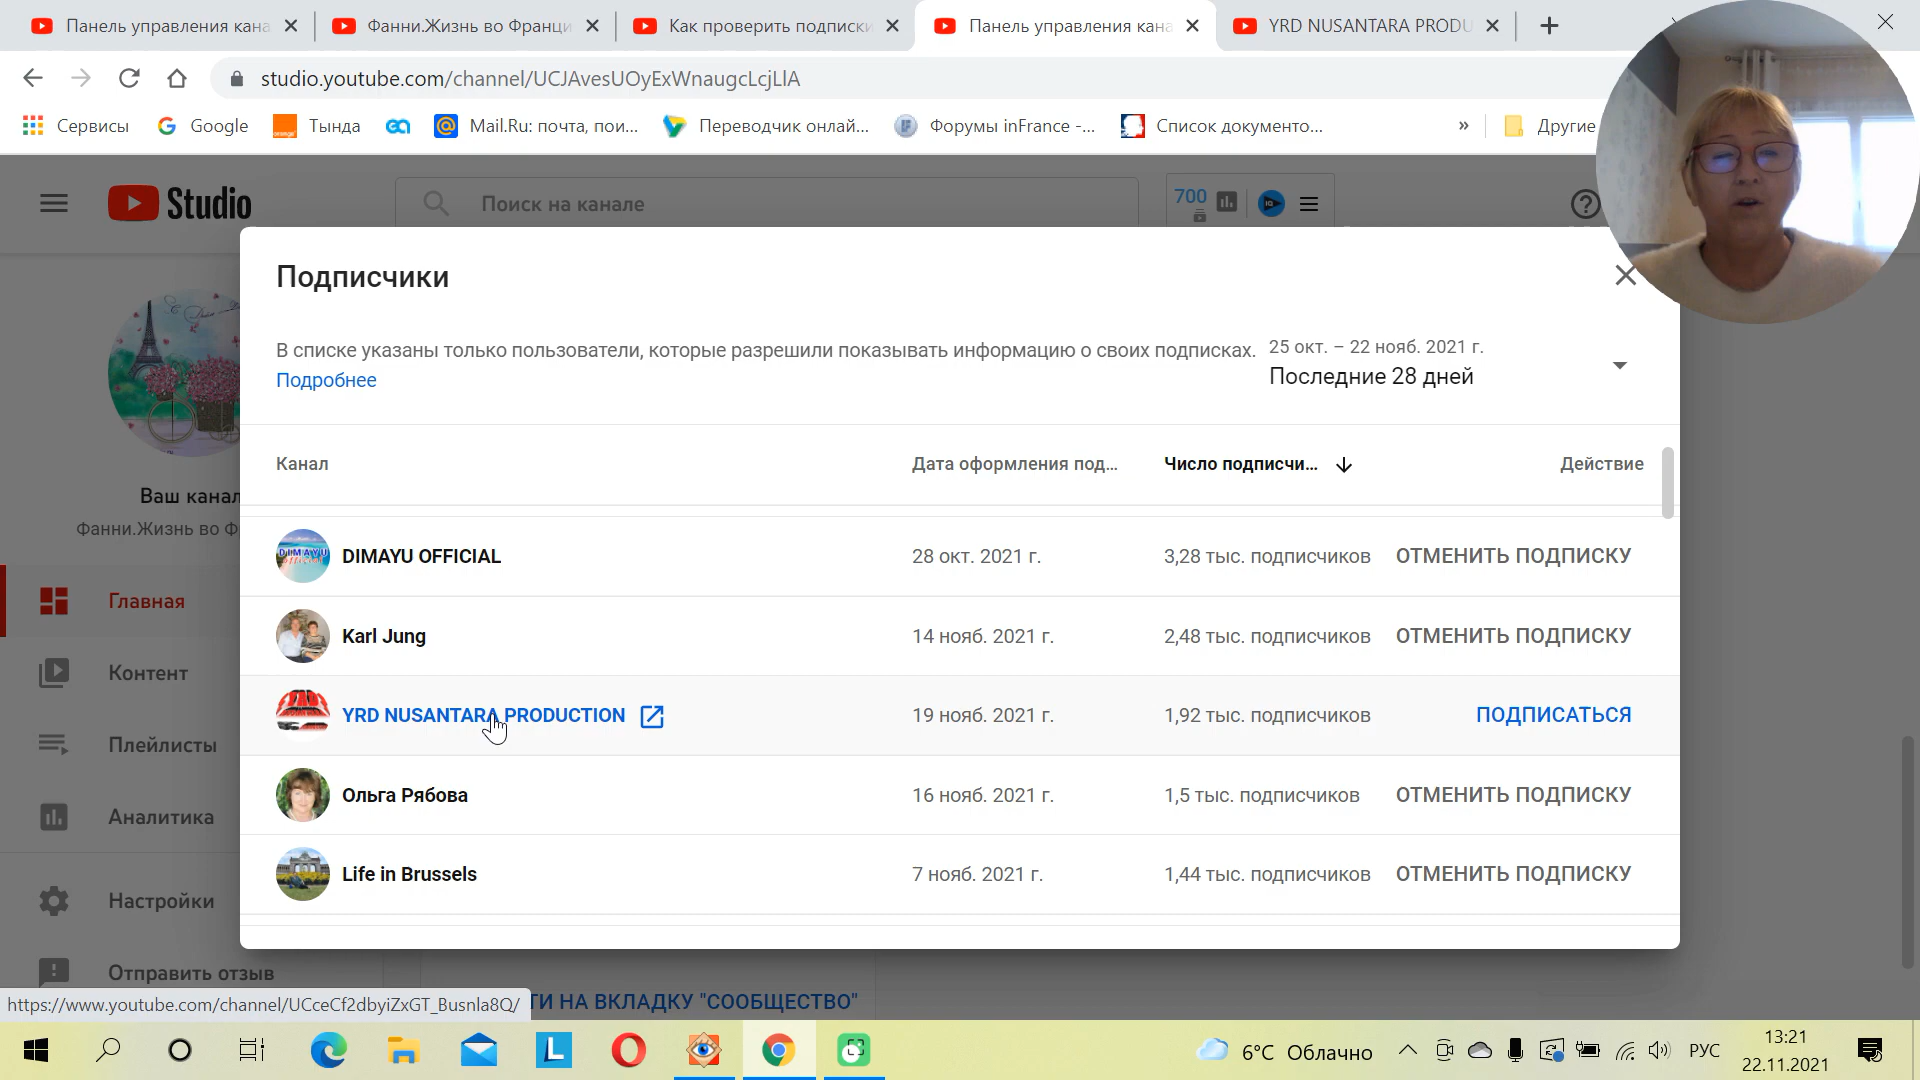 Панель управления кана
Фанни.Жизнь во Франци
Как проверить подписки
Панель управления кана
YRD NUSANTARA PRODU
studio.youtube.com/channel/UCJAvesUOyExWnaugcLcjLlA
Сервисы
Google
Тында
Mail.Ru: почта, пои...
Переводчик онлай...
Форумы inFrance -...
Список документо...
»
Другие
Studio
Поиск на канале
700
Подписчики
В списке указаны только пользователи, которые разрешили показывать информацию о своих подписках.
Подробнее
25 окт. – 22 нояб. 2021 г.
Последние 28 дней
Канал
Дата оформления под...
Число подписчи...
Действие
DIMAYU OFFICIAL
28 окт. 2021 г.
3,28 тыс. подписчиков
ОТМЕНИТЬ ПОДПИСКУ
Karl Jung
14 нояб. 2021 г.
2,48 тыс. подписчиков
ОТМЕНИТЬ ПОДПИСКУ
YRD NUSANTARA PRODUCTION
19 нояб. 2021 г.
1,92 тыс. подписчиков
ПОДПИСАТЬСЯ
Ольга Рябова
16 нояб. 2021 г.
1,5 тыс. подписчиков
ОТМЕНИТЬ ПОДПИСКУ
Life in Brussels
7 нояб. 2021 г.
1,44 тыс. подписчиков
ОТМЕНИТЬ ПОДПИСКУ
Ваш канал
Фанни.Жизнь во Ф
Главная
Контент
Плейлисты
Аналитика
Настройки
Отправить отзыв
ТИ НА ВКЛАДКУ "СООБЩЕСТВО"
https://www.youtube.com/channel/UCceCf2dbyiZxGT_Busnla8Q/
6°C Облачно
РУС
13:21
22.11.2021